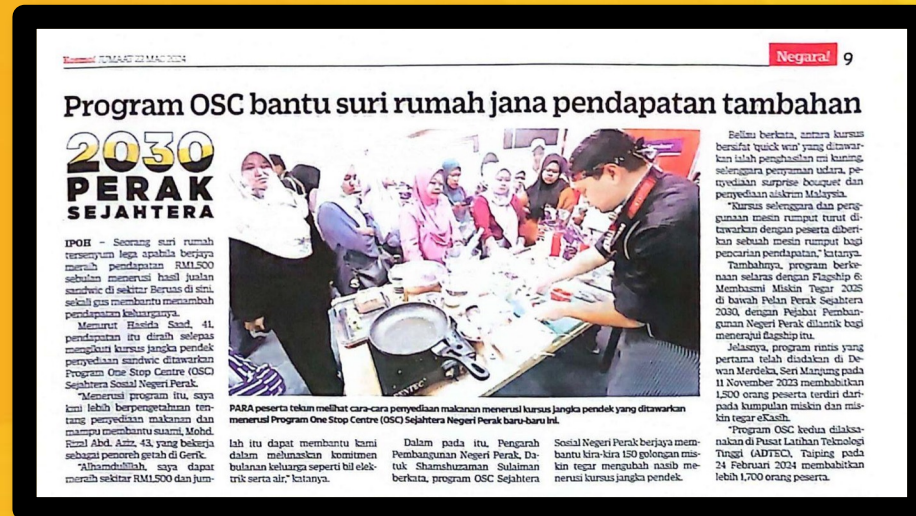 Kosmo! JUMAAT 22 MAC 2024
Negara! 9
Program OSC bantu suri rumah jana pendapatan tambahan
2030
PERAK
SEJAHTERA
IPOH – Seorang suri rumah
tersenyum lega apabila berjaya
meraih pendapatan RM1,500
sebulan menerusi hasil jualan
sandwic di sekitar Beruas di sini,
sekali gus membantu menambah
pendapatan keluarganya.
Menurut Hasida Saad, 41,
pendapatan itu diraih selepas
mengikuti kursus jangka pendek
penyediaan sandwic ditawarkan
Program One Stop Centre (OSC)
Sejahtera Sosial Negeri Perak.
"Menerusi program itu, saya
kini lebih berpengetahuan ten-
tang penyediaan makanan dan
mampu membantu suami, Mohd.
Rizal Abd. Aziz, 43, yang bekerja
sebagai penoreh getah di Gerik.
"Alhamdulillah, saya dapat
meraih sekitar RM1,500 dan jum-
PARA peserta tekun melihat cara-cara penyediaan makanan menerusi kursus jangka pendek yang ditawarkan
menerusi Program One Stop Centre (OSC) Sejahtera Negeri Perak baru-baru ini.
lah itu dapat membantu kami
dalam melunaskan komitmen
bulanan keluarga seperti bil elek-
trik serta air," katanya.
Dalam pada itu, Pengarah
Pembangunan Negeri Perak, Da-
tuk Shamshuzaman Sulaiman
berkata, program OSC Sejahtera
Sosial Negeri Perak berjaya mem-
bantu kira-kira 150 golongan mis-
kin tegar mengubah nasib me-
nerusi kursus jangka pendek.
Beliau berkata, antara kursus
bersifat 'quick win' yang ditawar-
kan ialah penghasilan mi kuning,
selenggara penyaman udara, pe-
nyediaan surprise bouquet dan
penyediaan aiskrim Malaysia.
"Kursus selenggara dan peng-
gunaan mesin rumput turut di-
tawarkan dengan peserta diberi-
kan sebuah mesin rumput bagi
pencarian pendapatan," katanya.
Tambahnya, program berke-
naan selaras dengan Flagship 6:
Membasmi Miskin Tegar 2025
di bawah Pelan Perak Sejahtera
2030, dengan Pejabat Pemban-
gunan Negeri Perak dilantik bagi
menerajui flagship itu.
Jelasnya, program rintis yang
pertama telah diadakan di De-
wan Merdeka, Seri Manjung pada
11 November 2023 membabitkan
1,500 orang peserta terdiri dari-
pada kumpulan miskin dan mis-
kin tegar eKasih.
"Program OSC kedua dilaksa-
nakan di Pusat Latihan Teknologi
Tinggi (ADTEC), Taiping pada
24 Februari 2024 membabitkan
lebih 1,700 orang peserta.